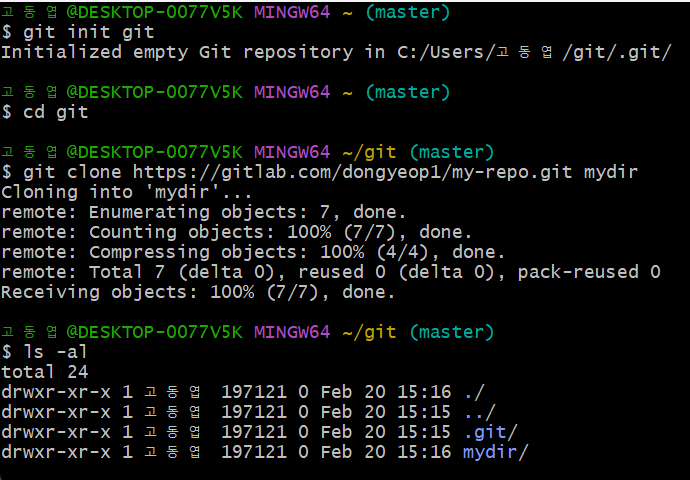 고동엽@DESKTOP-0077V5K MINGW64 ~ (master)
$ git init git
Initialized empty Git repository in C:/Users/고동엽/git/.git/
고동엽@DESKTOP-0077V5K MINGW64 ~ (master)
$ cd git
고동엽@DESKTOP-0077V5K MINGW64 ~/git (master)
$ git clone https://gitlab.com/dongyeop1/my-repo.git mydir
Cloning into 'mydir'...
remote: Enumerating objects: 7, done.
remote: Counting objects: 100% (7/7), done.
remote: Compressing objects: 100% (4/4), done.
remote: Total 7 (delta 0), reused 0 (delta 0), pack-reused 0
Receiving objects: 100% (7/7), done.
고동엽@DESKTOP-0077V5K MINGW64 ~/git (master)
$ ls -al
total 24
drwxr-xr-x 1 고동엽 197121 0 Feb 20 15:16 ./
drwxr-xr-x 1 고동엽 197121 0 Feb 20 15:15 ../
drwxr-xr-x 1 고동엽 197121 0 Feb 20 15:15 .git/
drwxr-xr-x 1 고동엽 197121 0 Feb 20 15:16 mydir/